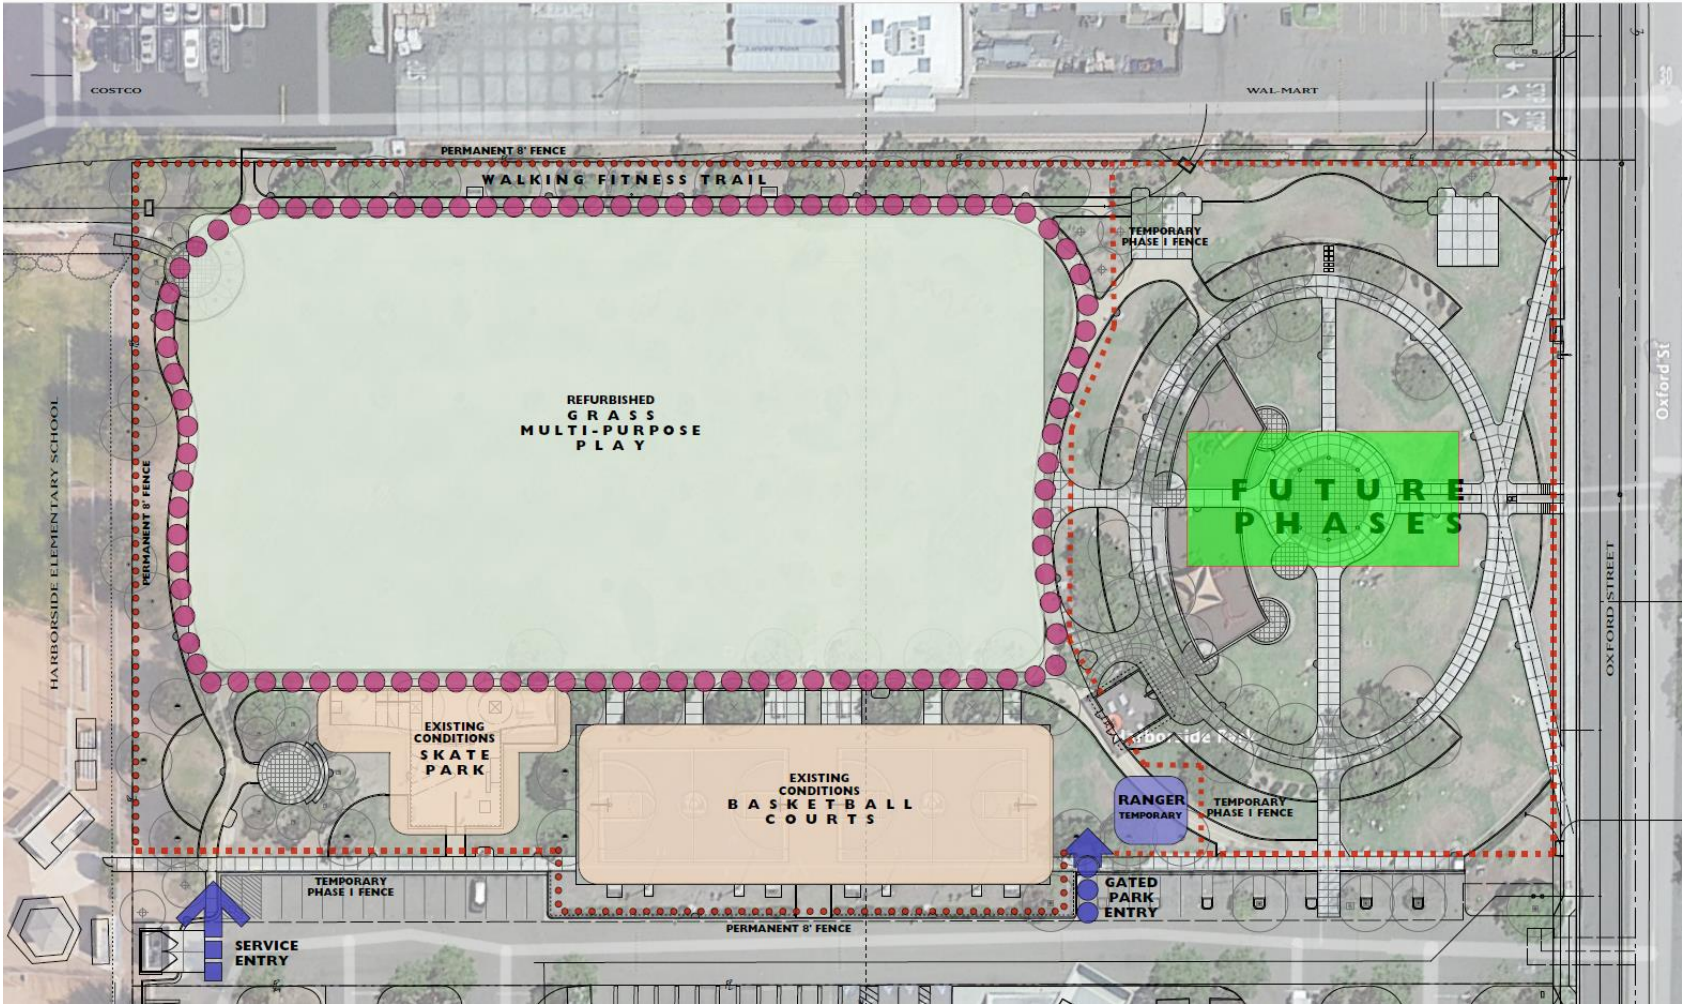 COSTCO
WAL-MART
PERMANENT 8' FENCE
WALKING FITNESS TRAIL
TEMPORARY
PHASE I FENCE
REFURBISHED
GRASS
MULTI-PURPOSE
PLAY
HARBORSIDE ELEMENTARY SCHOOL
PERMANENT 8' FENCE
FUTURE
PHASES
Oxford St
OXFORD STREET
EXISTING
CONDITIONS
SKATE
PARK
EXISTING
CONDITIONS
BASKETBALL
COURTS
Harborside Park
RANGER
TEMPORARY
TEMPORARY
PHASE I FENCE
TEMPORARY
PHASE I FENCE
GATED
PARK
ENTRY
PERMANENT 8' FENCE
SERVICE
ENTRY